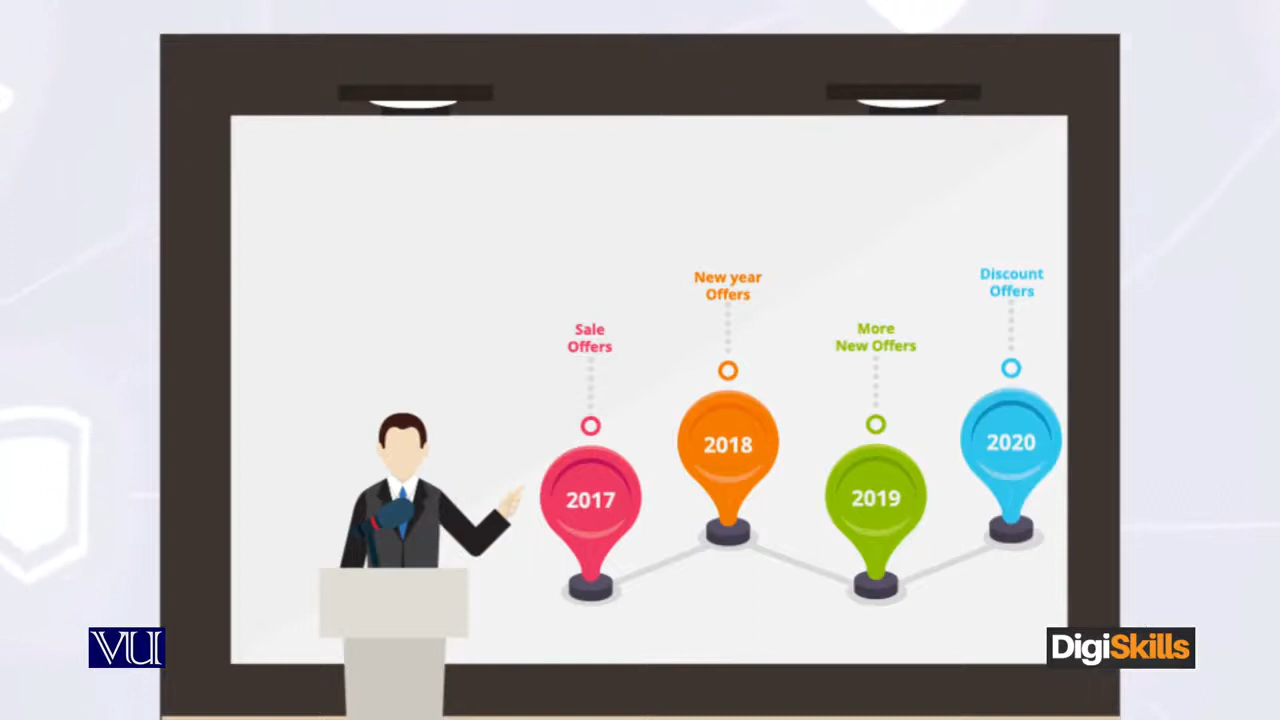 New year
Offers
Discount
Offers
Sale
Offers
More
New Offers
2018
2020
2017
2019
VU
DigiSkills